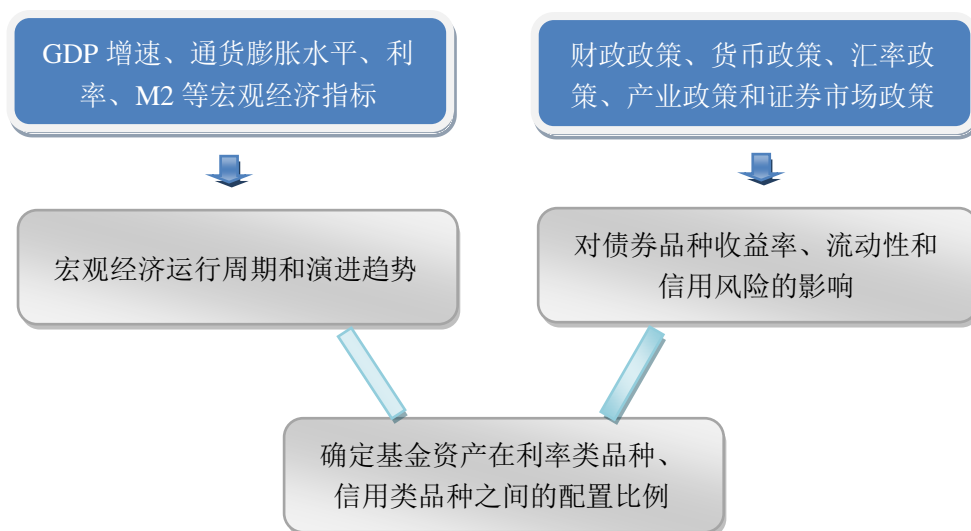 GDP 增速、通货膨胀水平、利
率、M2 等宏观经济指标
财政政策、货币政策、汇率政
策、产业政策和证券市场政策
宏观经济运行周期和演进趋势
对债券品种收益率、流动性和
信用风险的影响
确定基金资产在利率类品种、
信用类品种之间的配置比例